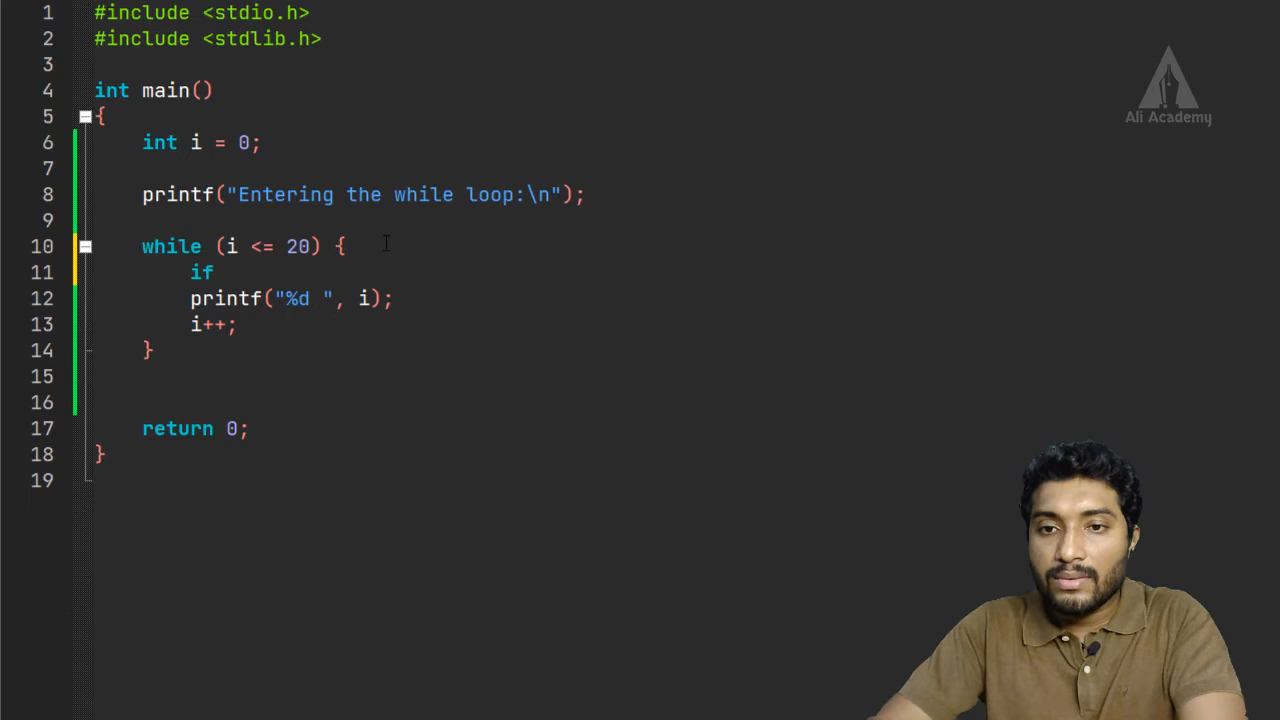 1 #include <stdio.h>
2 #include <stdlib.h>
3
4 int main()
5 {
6 int i = 0;
7
8 printf("Entering the while loop:\n");
9
10 while (i <= 20) {
11 if
12 printf("%d ", i);
13 i++;
14 }
15
16
17 return 0;
18 }
19
Ali Academy